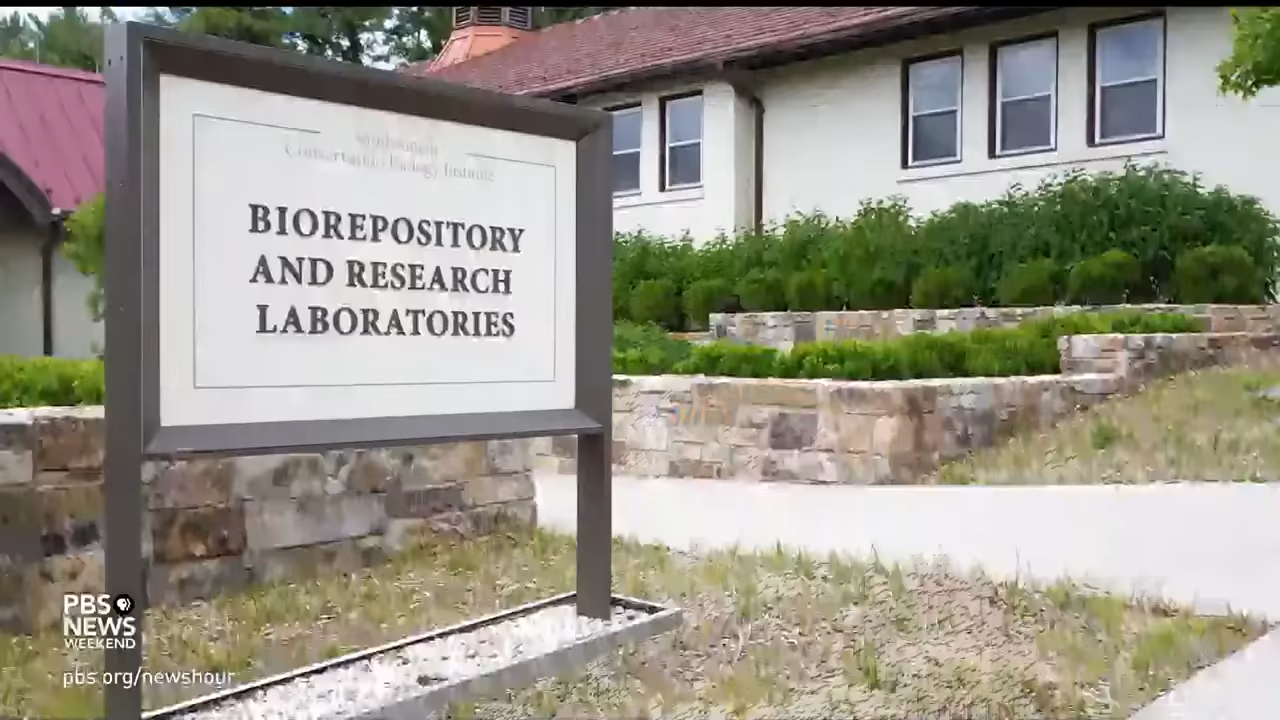 Smithsonian
Conservation Biology Institute
BIOREPOSITORY
AND RESEARCH
LABORATORIES
PBS
NEWS
WEEKEND
pbs.org/newshour